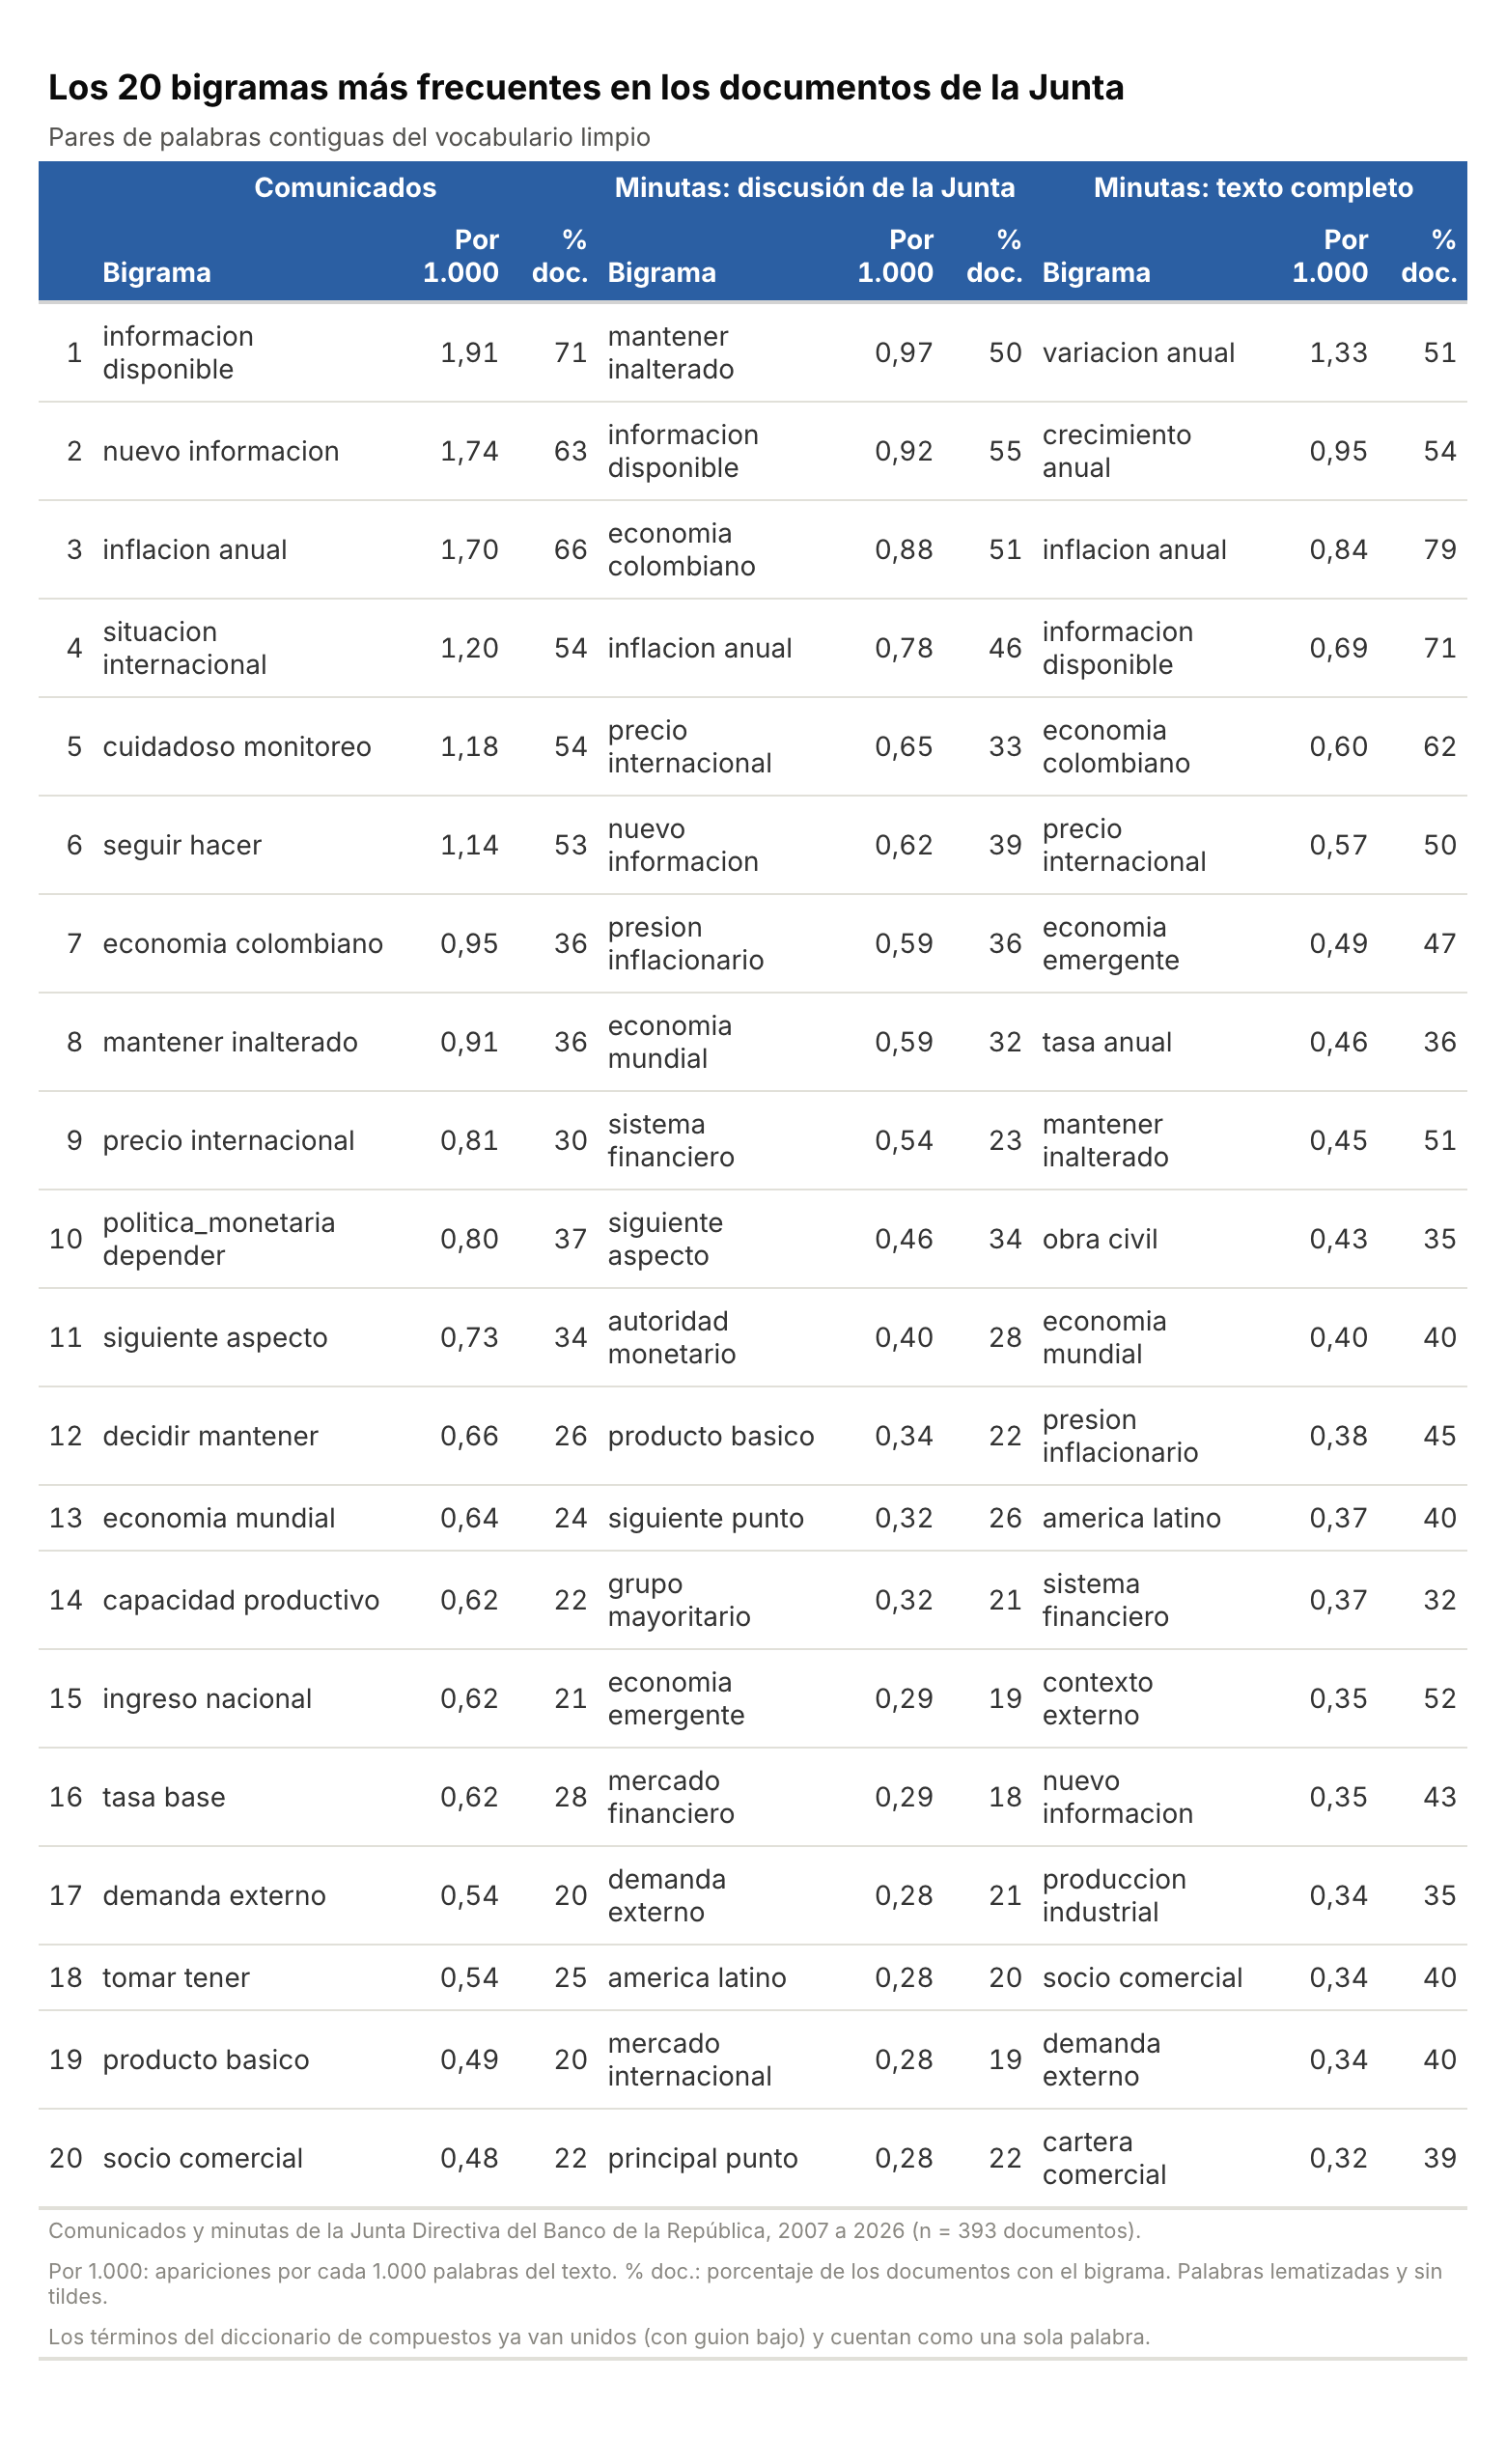 Los 20 bigramas más frecuentes en los documentos de la Junta
Pares de palabras contiguas del vocabulario limpio
Comunicados Minutas: discusión de la Junta Minutas: texto completo
Bigrama Por 1.000 % doc. Bigrama Por 1.000 % doc. Bigrama Por 1.000 % doc.
1 informacion disponible 1,91 71 mantener inalterado 0,97 50 variacion anual 1,33 51
2 nuevo informacion 1,74 63 informacion disponible 0,92 55 crecimiento anual 0,95 54
3 inflacion anual 1,70 66 economia colombiano 0,88 51 inflacion anual 0,84 79
4 situacion internacional 1,20 54 inflacion anual 0,78 46 informacion disponible 0,69 71
5 cuidadoso monitoreo 1,18 54 precio internacional 0,65 33 economia colombiano 0,60 62
6 seguir hacer 1,14 53 nuevo informacion 0,62 39 precio internacional 0,57 50
7 economia colombiano 0,95 36 presion inflacionario 0,59 36 economia emergente 0,49 47
8 mantener inalterado 0,91 36 economia mundial 0,59 32 tasa anual 0,46 36
9 precio internacional 0,81 30 sistema financiero 0,54 23 mantener inalterado 0,45 51
10 politica_monetaria depender 0,80 37 siguiente aspecto 0,46 34 obra civil 0,43 35
11 siguiente aspecto 0,73 34 autoridad monetario 0,40 28 economia mundial 0,40 40
12 decidir mantener 0,66 26 producto basico 0,34 22 presion inflacionario 0,38 45
13 economia mundial 0,64 24 siguiente punto 0,32 26 america latino 0,37 40
14 capacidad productivo 0,62 22 grupo mayoritario 0,32 21 sistema financiero 0,37 32
15 ingreso nacional 0,62 21 economia emergente 0,29 19 contexto externo 0,35 52
16 tasa base 0,62 28 mercado financiero 0,29 18 nuevo informacion 0,35 43
17 demanda externo 0,54 20 demanda externo 0,28 21 produccion industrial 0,34 35
18 tomar tener 0,54 25 america latino 0,28 20 socio comercial 0,34 40
19 producto basico 0,49 20 mercado internacional 0,28 19 demanda externo 0,34 40
20 socio comercial 0,48 22 principal punto 0,28 22 cartera comercial 0,32 39
Comunicados y minutas de la Junta Directiva del Banco de la República, 2007 a 2026 (n = 393 documentos).
Por 1.000: apariciones por cada 1.000 palabras del texto. % doc.: porcentaje de los documentos con el bigrama. Palabras lematizadas y sin
tildes.
Los términos del diccionario de compuestos ya van unidos (con guion bajo) y cuentan como una sola palabra.